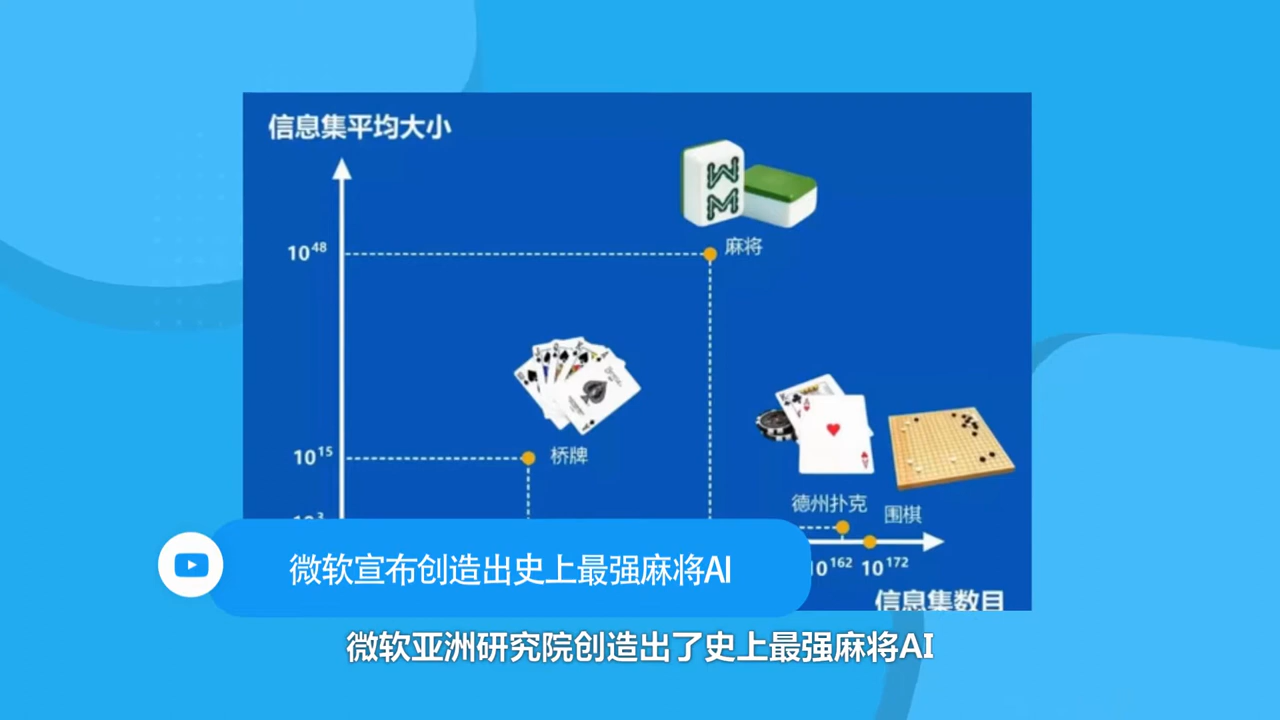 信息集平均大小
10⁴⁸
麻将
10¹⁵
桥牌
德州扑克
围棋
10¹⁶²
10¹⁷²
信息集数目
微软宣布创造出史上最强麻将AI
微软亚洲研究院创造出了史上最强麻将AI